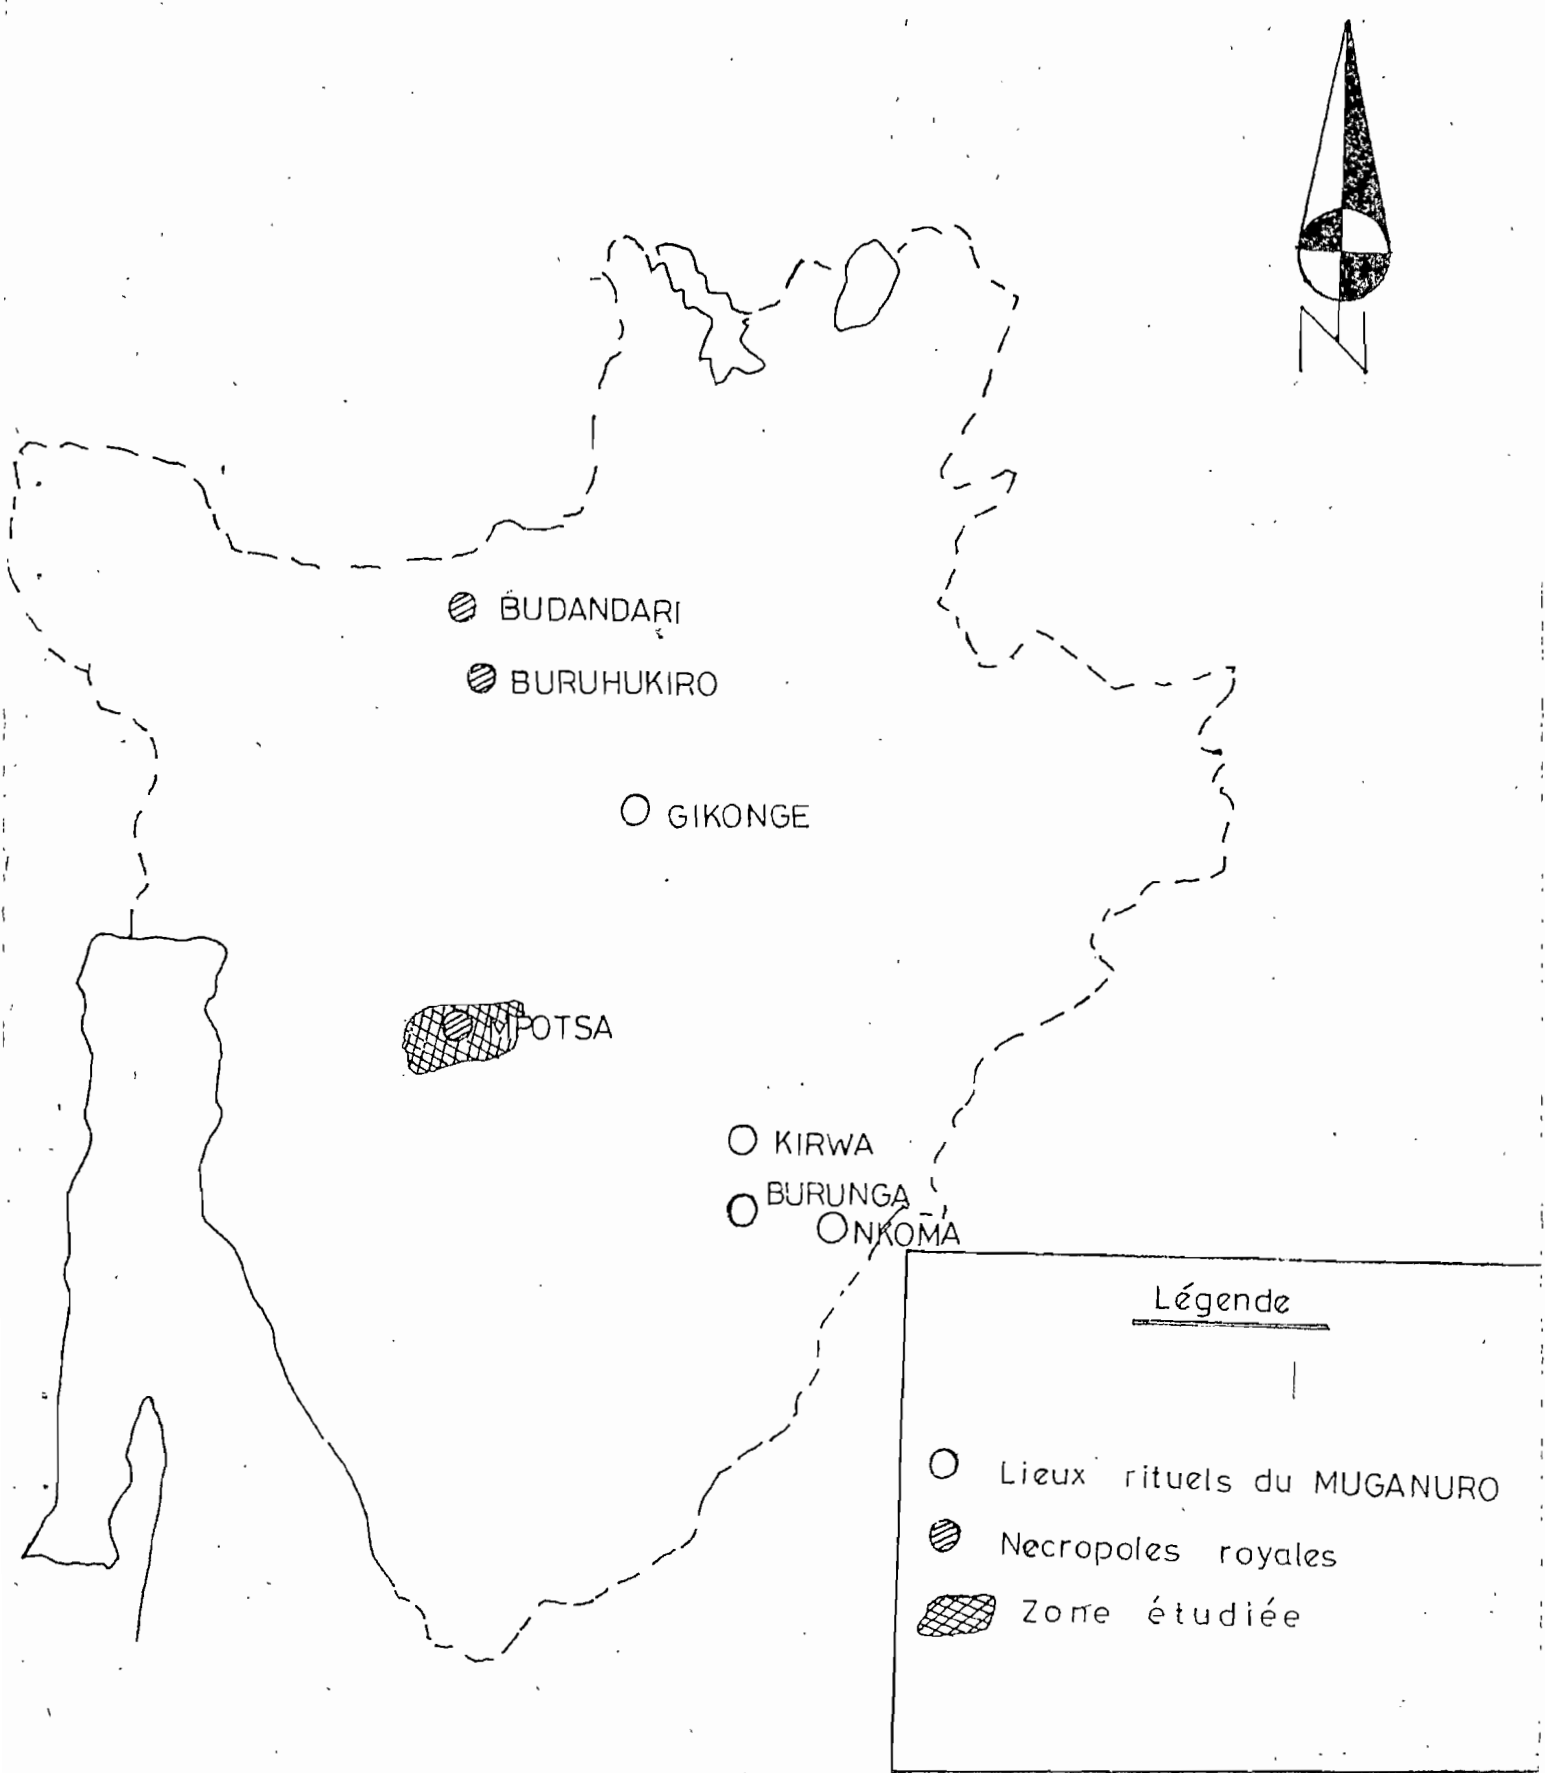 N
BUDANDARI
BURUHUKIRO
GIKONGE
MPOTSA
KIRWA
BURUNGA
NKOMA
Légende
Lieux rituels du MUGANURO
Necropoles royales
Zone étudiée